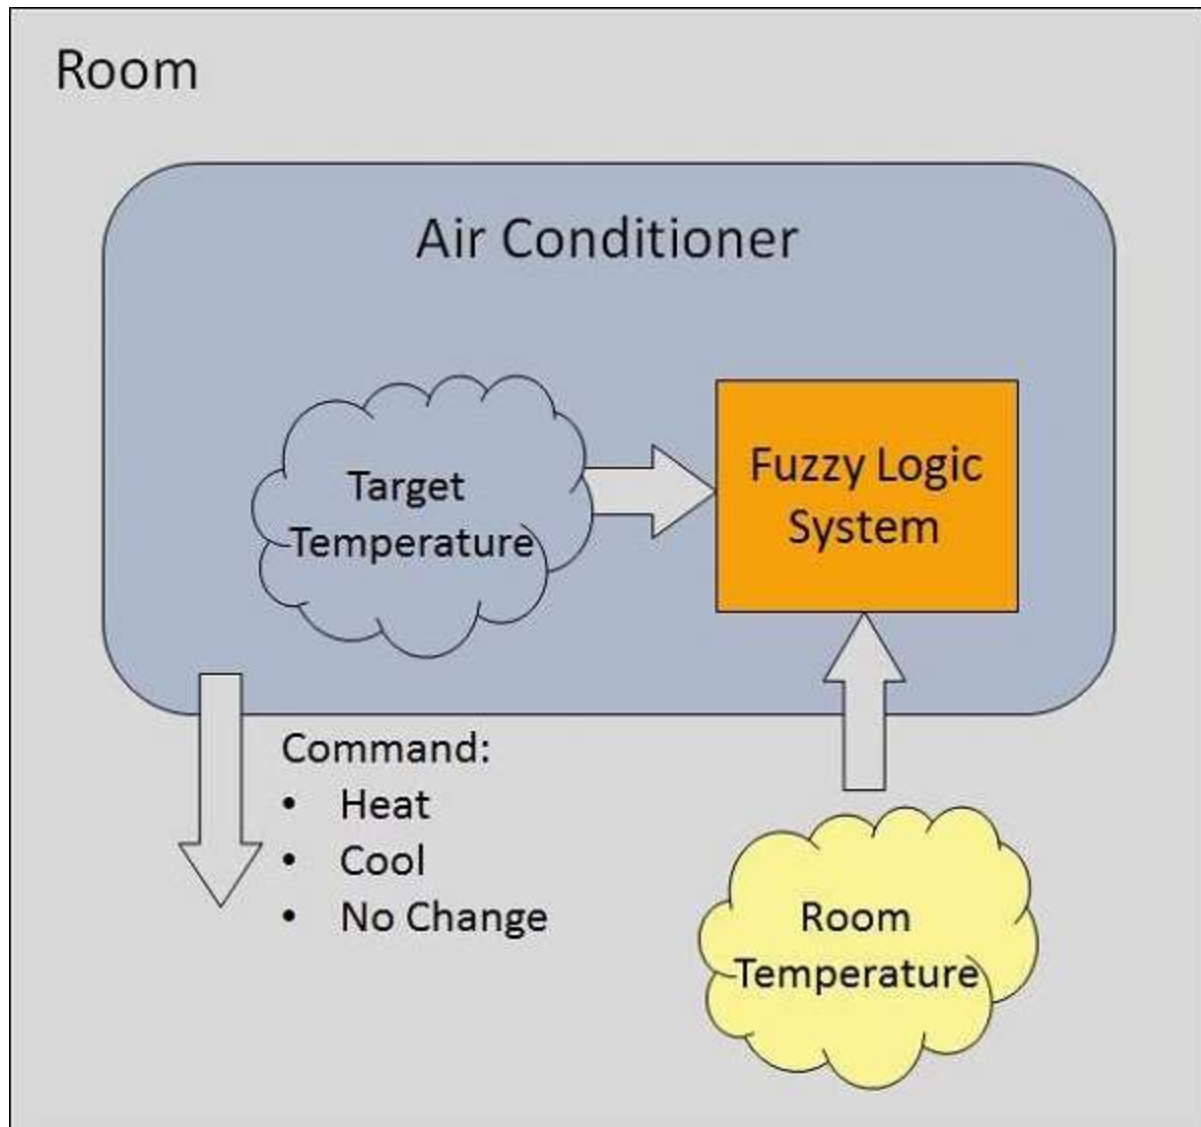 Room
Air Conditioner
Target
Temperature
Fuzzy Logic
System
Command:
• Heat
• Cool
• No Change
Room
Temperature